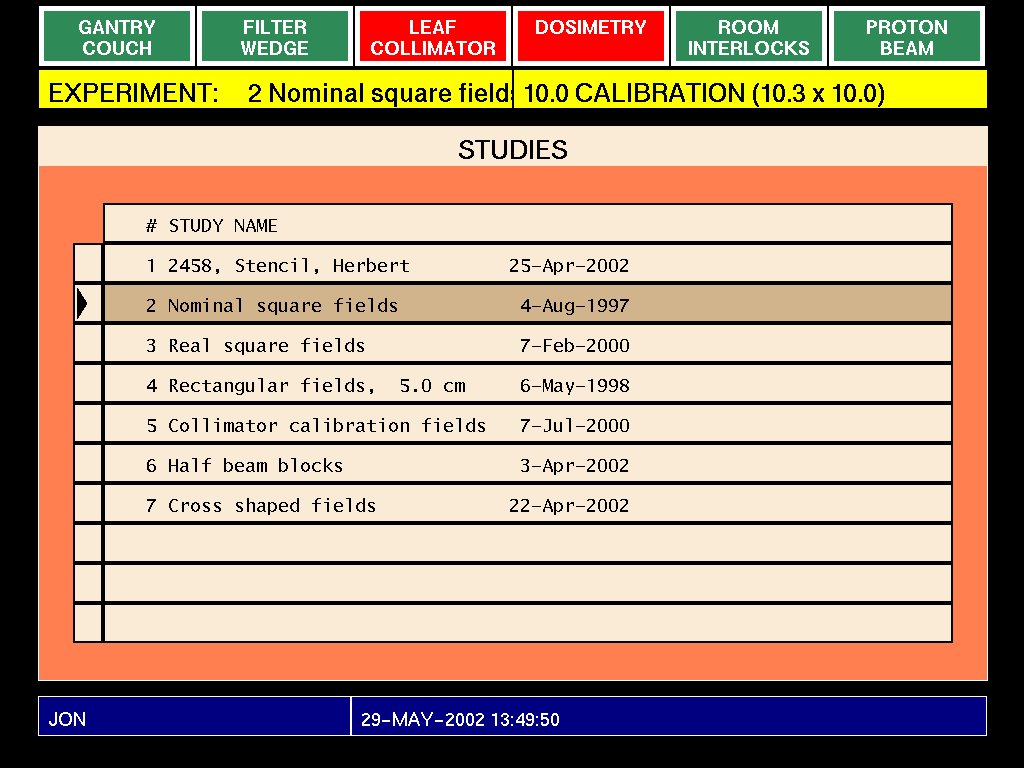 GANTRY COUCH
FILTER WEDGE
LEAF COLLIMATOR
DOSIMETRY
ROOM INTERLOCKS
PROTON BEAM
EXPERIMENT: 2 Nominal square field 10.0 CALIBRATION (10.3 x 10.0)
STUDIES
# STUDY NAME
1 2458, Stencil, Herbert 25-Apr-2002
2 Nominal square fields 4-Aug-1997
3 Real square fields 7-Feb-2000
4 Rectangular fields, 5.0 cm 6-May-1998
5 Collimator calibration fields 7-Jul-2000
6 Half beam blocks 3-Apr-2002
7 Cross shaped fields 22-Apr-2002
JON 29-MAY-2002 13:49:50